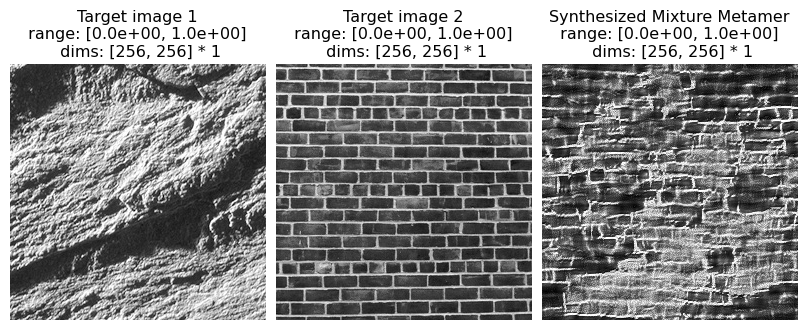 Target image 1
range: [0.0e+00, 1.0e+00]
dims: [256, 256] * 1
Target image 2
range: [0.0e+00, 1.0e+00]
dims: [256, 256] * 1
Synthesized Mixture Metamer
range: [0.0e+00, 1.0e+00]
dims: [256, 256] * 1